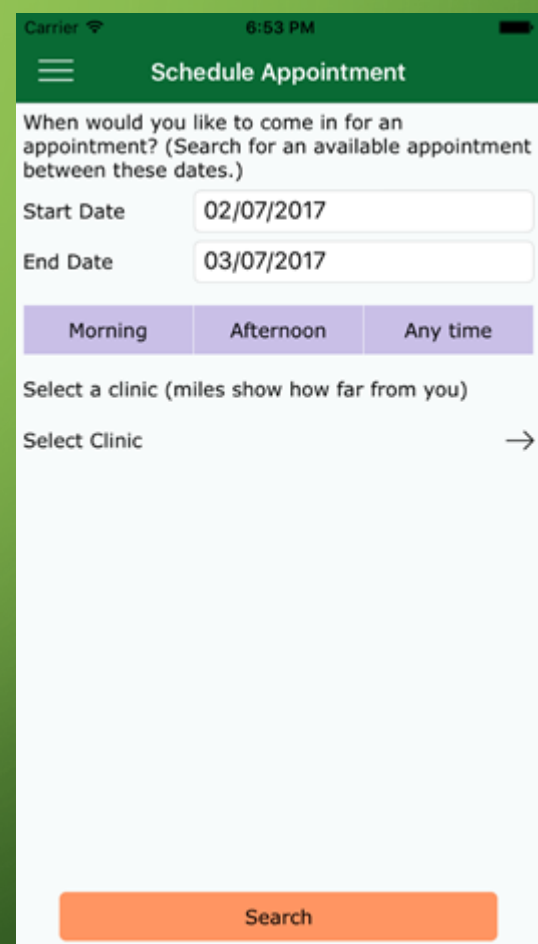 Carrier 6:53 PM
Schedule Appointment
When would you like to come in for an
appointment? (Search for an available appointment
between these dates.)
Start Date 02/07/2017
End Date 03/07/2017
Morning Afternoon Any time
Select a clinic (miles show how far from you)
Select Clinic
Search